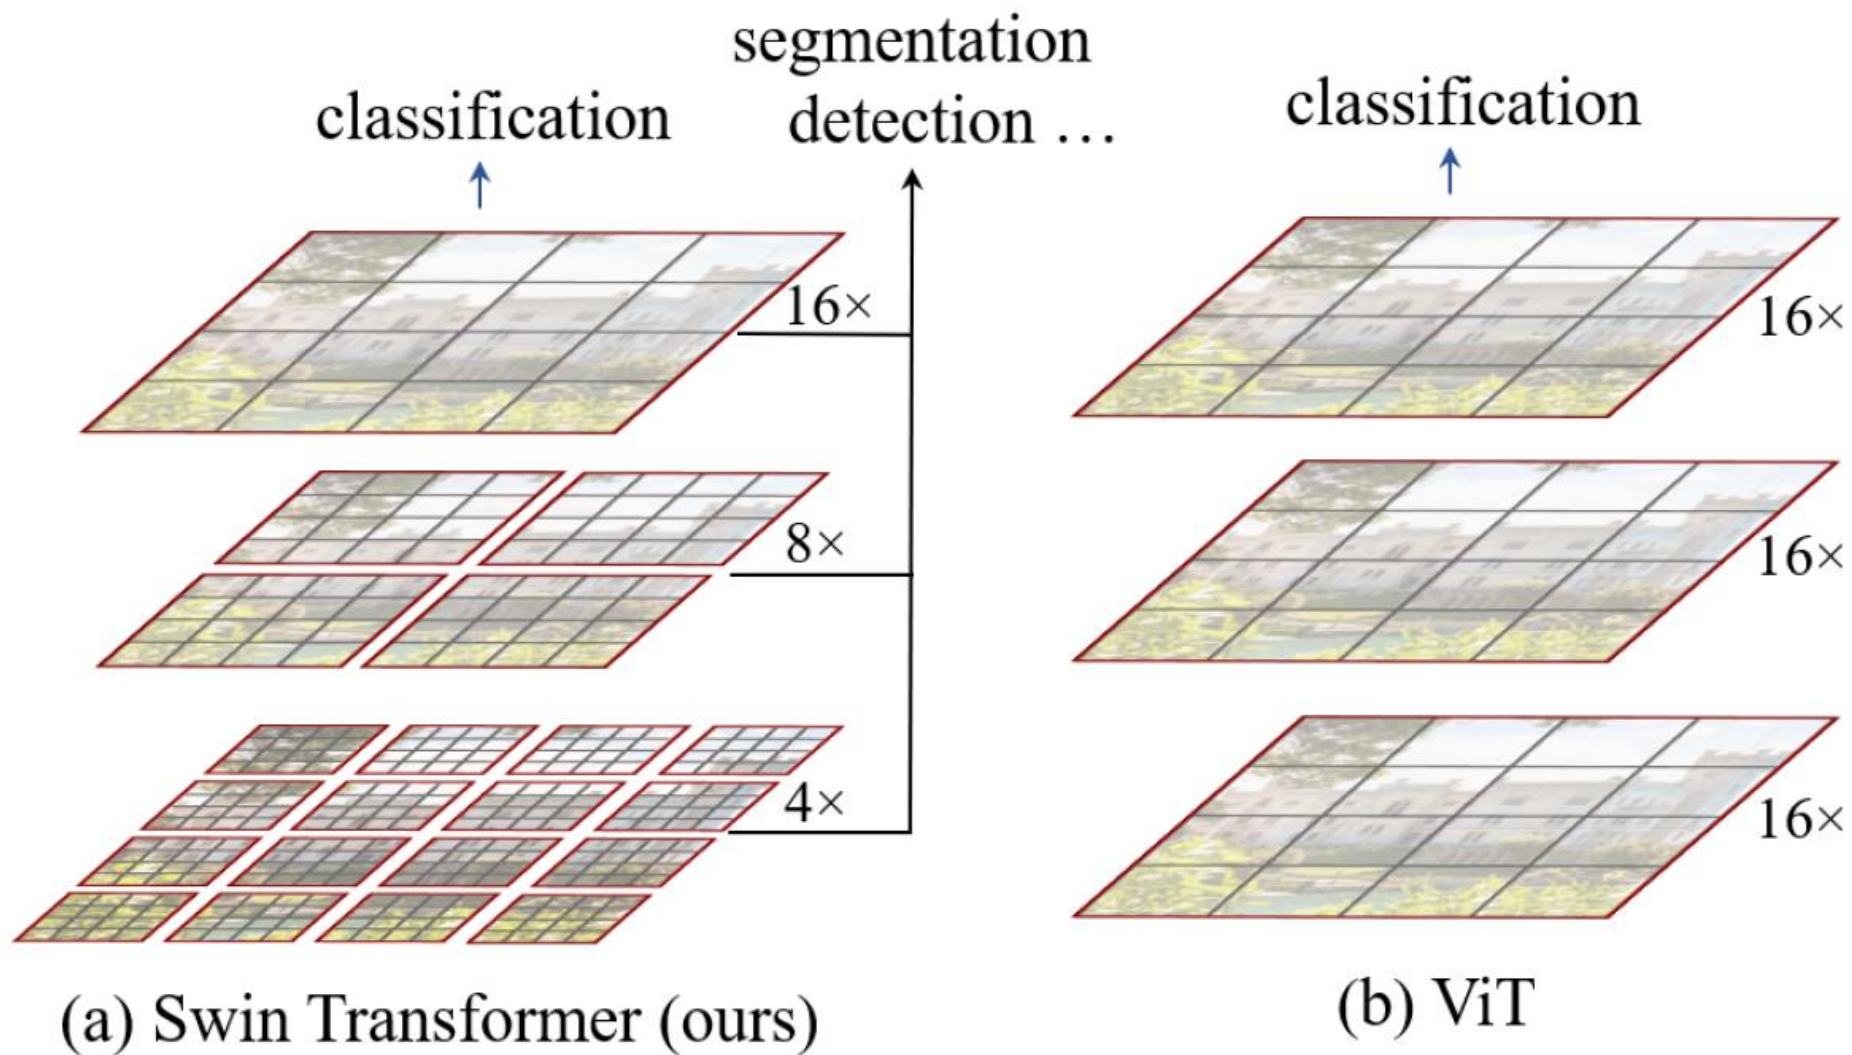 segmentation
detection …
classification
16×
8×
4×
(a) Swin Transformer (ours)
classification
16×
16×
16×
(b) ViT